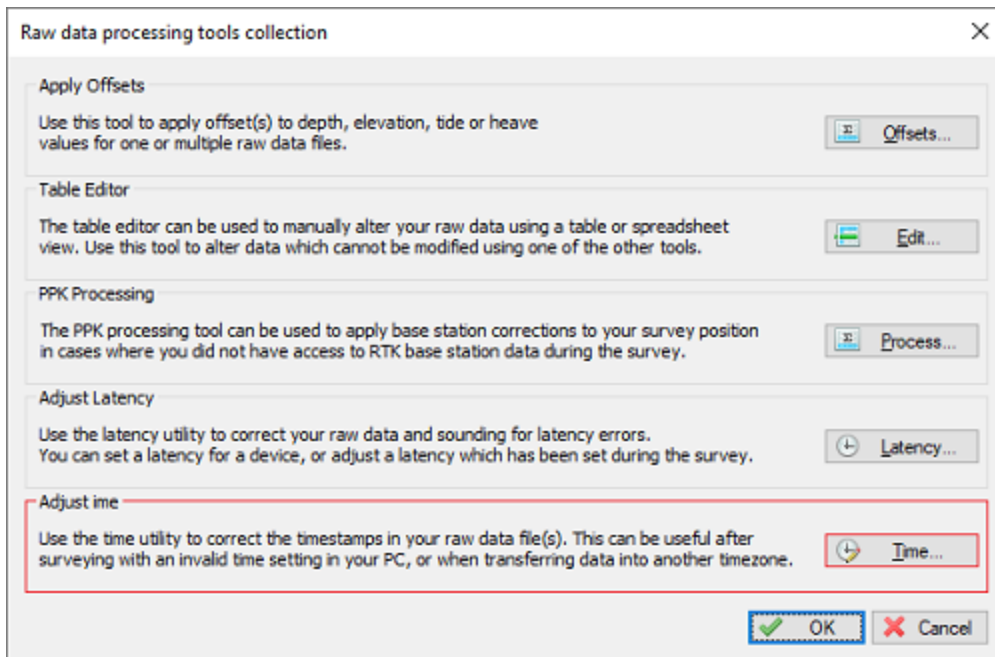 Raw data processing tools collection
Apply Offsets
Use this tool to apply offset(s) to depth, elevation, tide or heave
values for one or multiple raw data files.
Offsets...
Table Editor
The table editor can be used to manually alter your raw data using a table or spreadsheet
view. Use this tool to alter data which cannot be modified using one of the other tools.
Edit...
PPK Processing
The PPK processing tool can be used to apply base station corrections to your survey position
in cases where you did not have access to RTK base station data during the survey.
Process...
Adjust Latency
Use the latency utility to correct your raw data and sounding for latency errors.
You can set a latency for a device, or adjust a latency which has been set during the survey.
Latency...
Adjust ime
Use the time utility to correct the timestamps in your raw data file(s). This can be useful after
surveying with an invalid time setting in your PC, or when transferring data into another timezone.
Time...
OK
Cancel